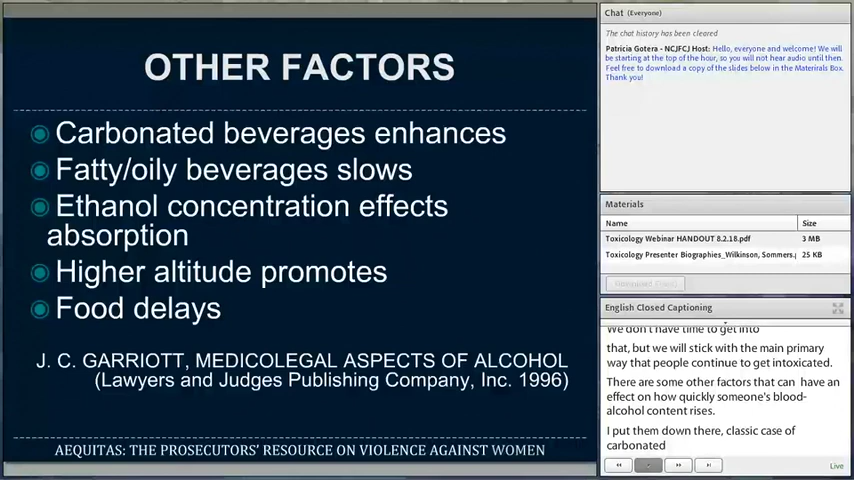 OTHER FACTORS
Carbonated beverages enhances
Fatty/oily beverages slows
Ethanol concentration effects
absorption
Higher altitude promotes
Food delays
J. C. GARRIOTT, MEDICOLEGAL ASPECTS OF ALCOHOL
(Lawyers and Judges Publishing Company, Inc. 1996)
AEQUITAS: THE PROSECUTORS' RESOURCE ON VIOLENCE AGAINST WOMEN
Chat (Everyone)
The chat history has been cleared
Patricia Gotera - NCJFCJ Host: Hello, everyone and welcome! We will
be starting at the top of the hour, so you will not hear audio until then.
Feel free to download a copy of the slides below in the Materirals Box.
Thank you!
Materials
Name Size
Toxicology Webinar HANDOUT 8.2.18.pdf 3 MB
Toxicology Presenter Biographies_Wilkinson, Sommers.p 25 KB
English Closed Captioning
We don't have time to get into
that, but we will stick with the main primary
way that people continue to get intoxicated.
There are some other factors that can have an
effect on how quickly someone's blood-
alcohol content rises.
I put them down there, classic case of
carbonated
Live